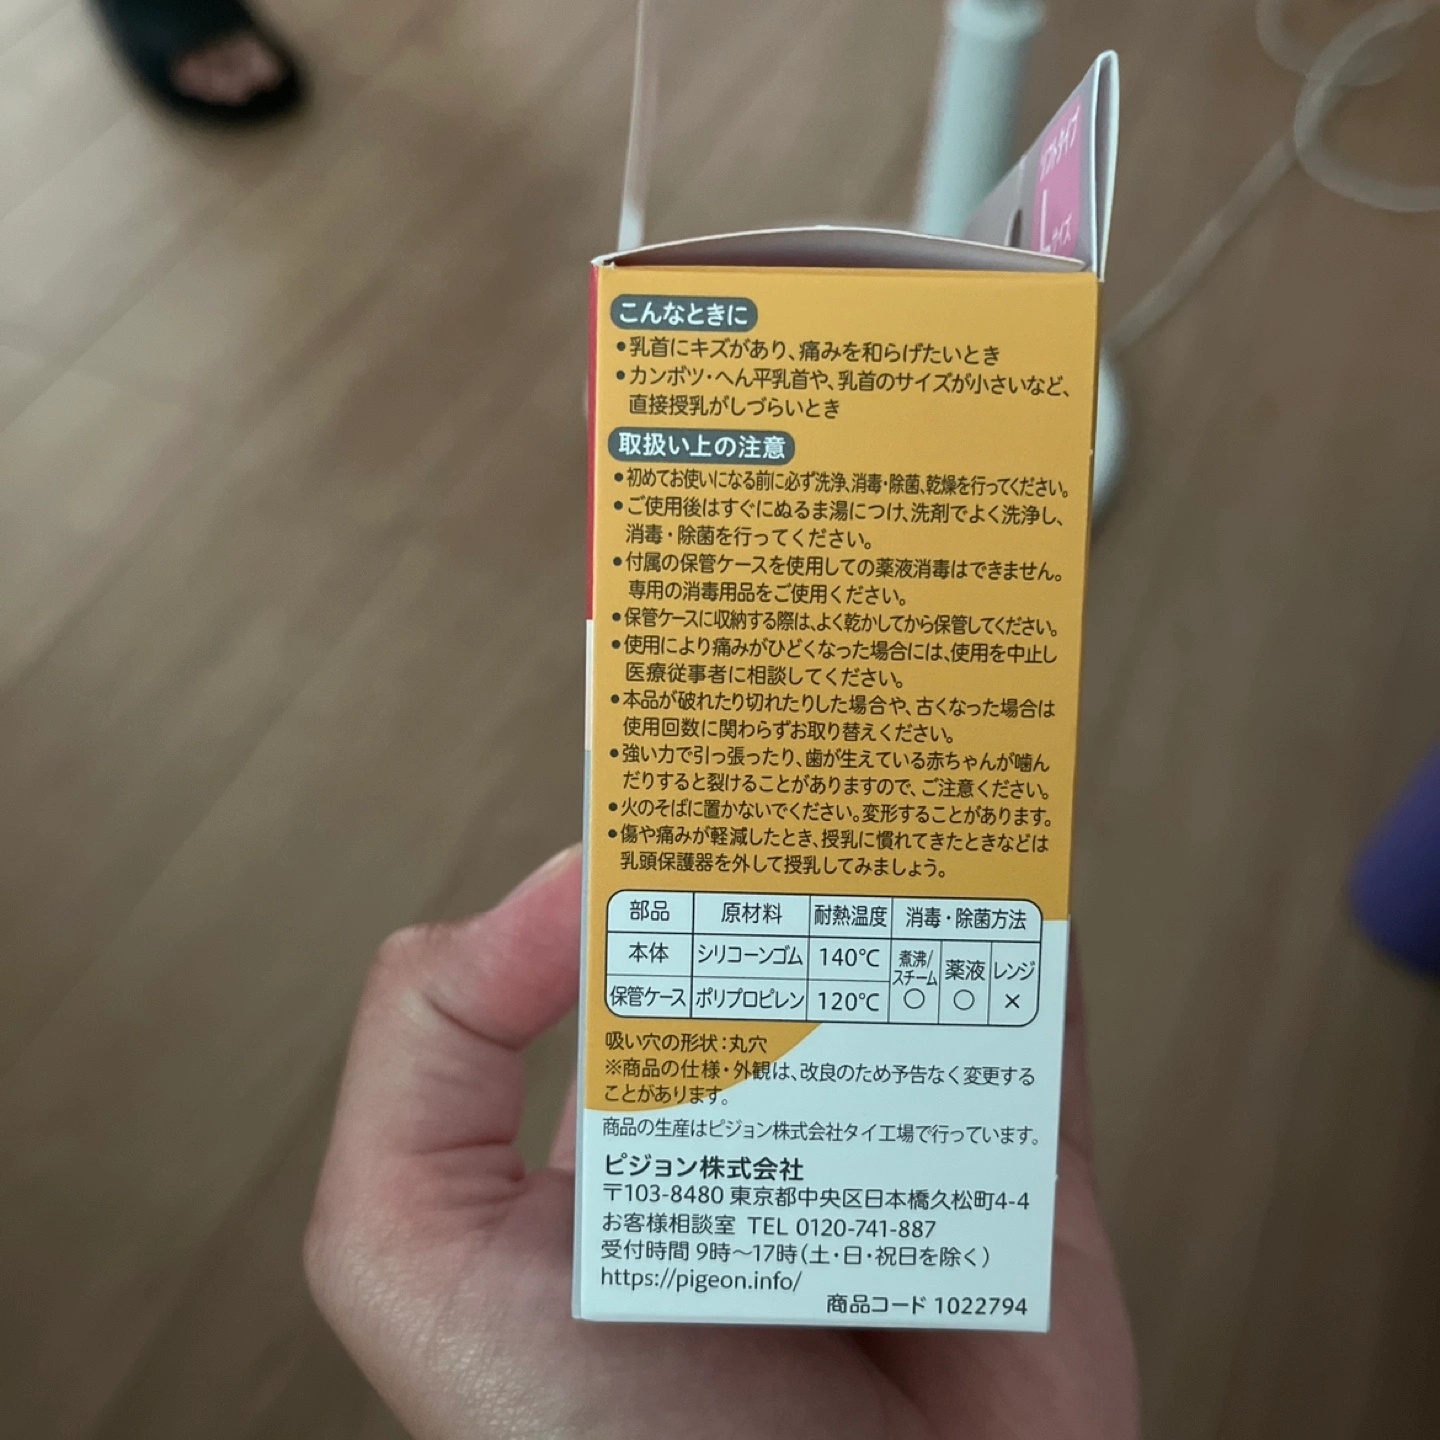 ソフトタイプ
Lサイズ
こんなときに
•乳首にキズがあり、痛みを和らげたいとき
•カンボツ・へん平乳首や、乳首のサイズが小さいなど、
直接授乳がしづらいとき
取扱い上の注意
•初めてお使いになる前に必ず洗浄、消毒・除菌、乾燥を行ってください。
•ご使用後はすぐにぬるま湯につけ、洗剤でよく洗浄し、
消毒・除菌を行ってください。
•付属の保管ケースを使用しての薬液消毒はできません。
専用の消毒用品をご使用ください。
•保管ケースに収納する際は、よく乾かしてから保管してください。
•使用により痛みがひどくなった場合には、使用を中止し
医療従事者に相談してください。
•本品が破れたり切れたりした場合や、古くなった場合は
使用回数に関わらずお取り替えください。
•強い力で引っ張ったり、歯が生えている赤ちゃんが噛ん
だりすると裂けることがありますので、ご注意ください。
•火のそばに置かないでください。変形することがあります。
•傷や痛みが軽減したとき、授乳に慣れてきたときなどは
乳頭保護器を外して授乳してみましょう。
部品 原材料 耐熱温度 消毒・除菌方法
本体 シリコーンゴム 140℃ 煮沸/スチーム 薬液 レンジ
保管ケース ポリプロピレン 120℃ ○ ○ ×
吸い穴の形状：丸穴
※商品の仕様・外観は、改良のため予告なく変更する
ことがあります。
商品の生産はピジョン株式会社タイ工場で行っています。
ピジョン株式会社
〒103-8480 東京都中央区日本橋久松町4-4
お客様相談室 TEL 0120-741-887
受付時間 9時～17時（土・日・祝日を除く）
https://pigeon.info/
商品コード 1022794